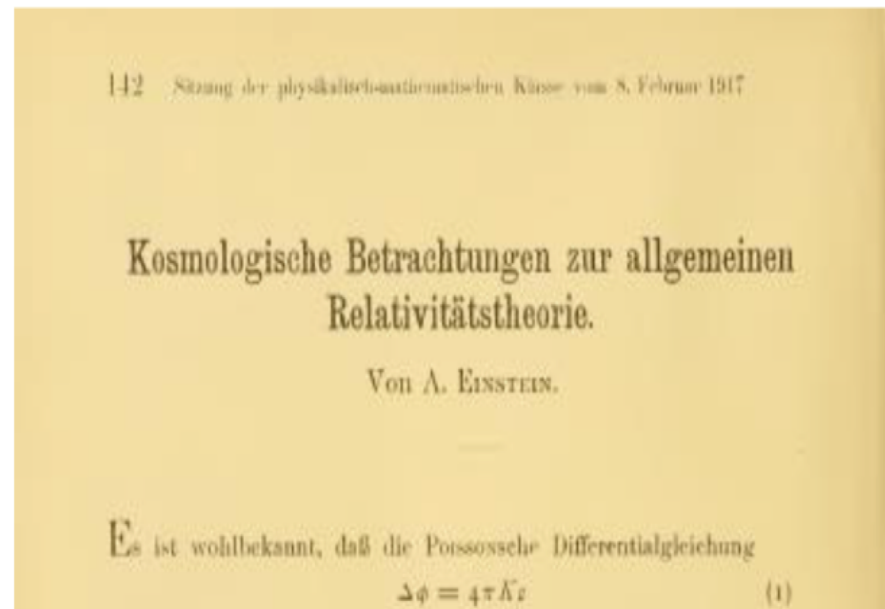 142 Sitzung der physikalisch-mathematischen Klasse vom 8. Februar 1917
Kosmologische Betrachtungen zur allgemeinen
Relativitätstheorie.
Von A. Einstein.
Es ist wohlbekannt, daß die Poissonsche Differentialgleichung
Δφ = 4πKρ (1)